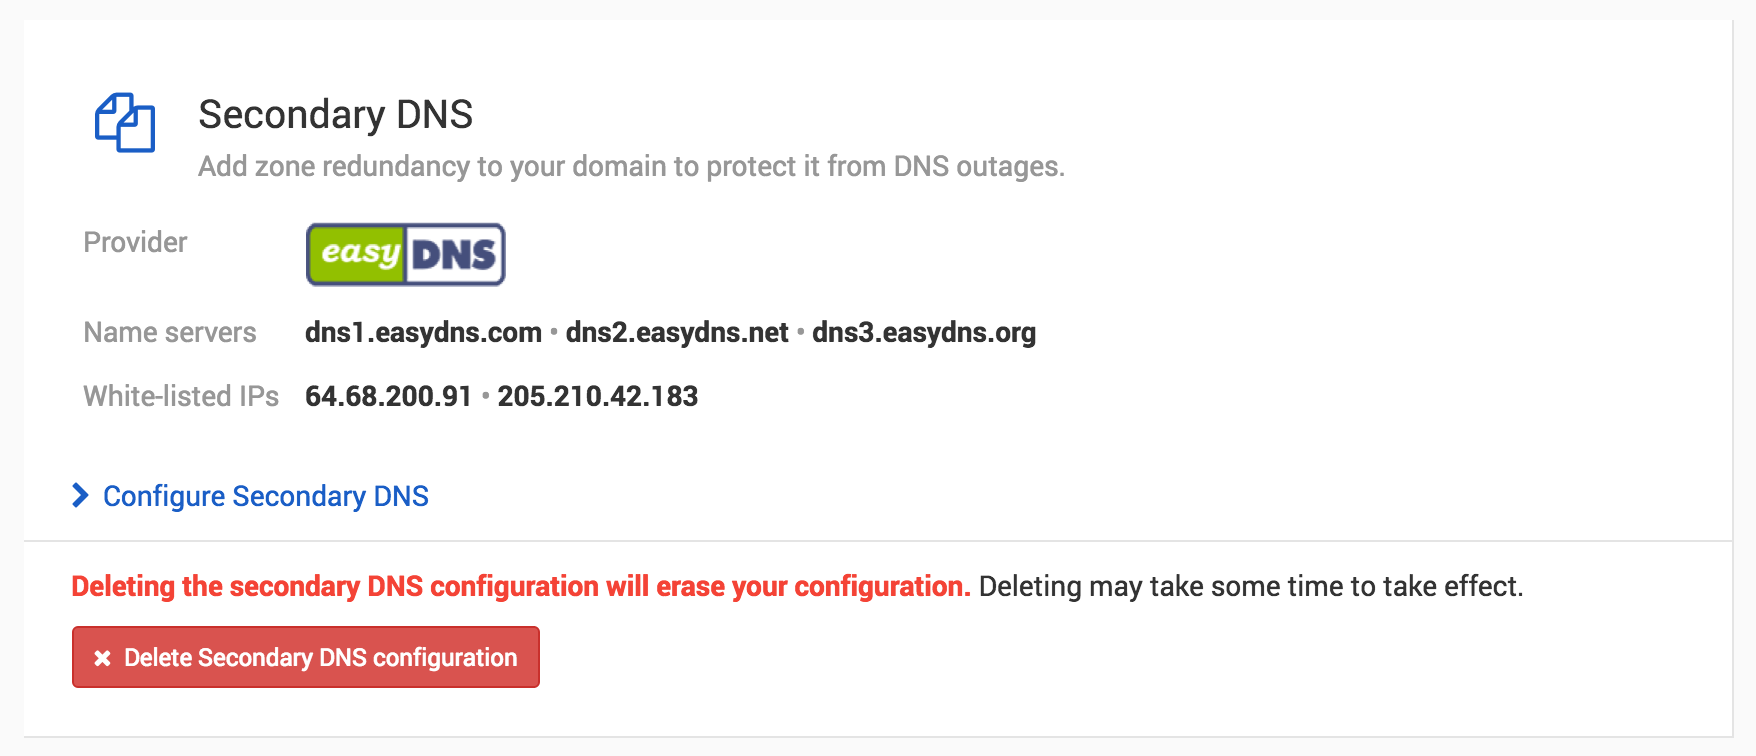 Secondary DNS
Add zone redundancy to your domain to protect it from DNS outages.
Provider
easyDNS
Name servers dns1.easydns.com • dns2.easydns.net • dns3.easydns.org
White-listed IPs 64.68.200.91 • 205.210.42.183
Configure Secondary DNS
Deleting the secondary DNS configuration will erase your configuration. Deleting may take some time to take effect.
Delete Secondary DNS configuration